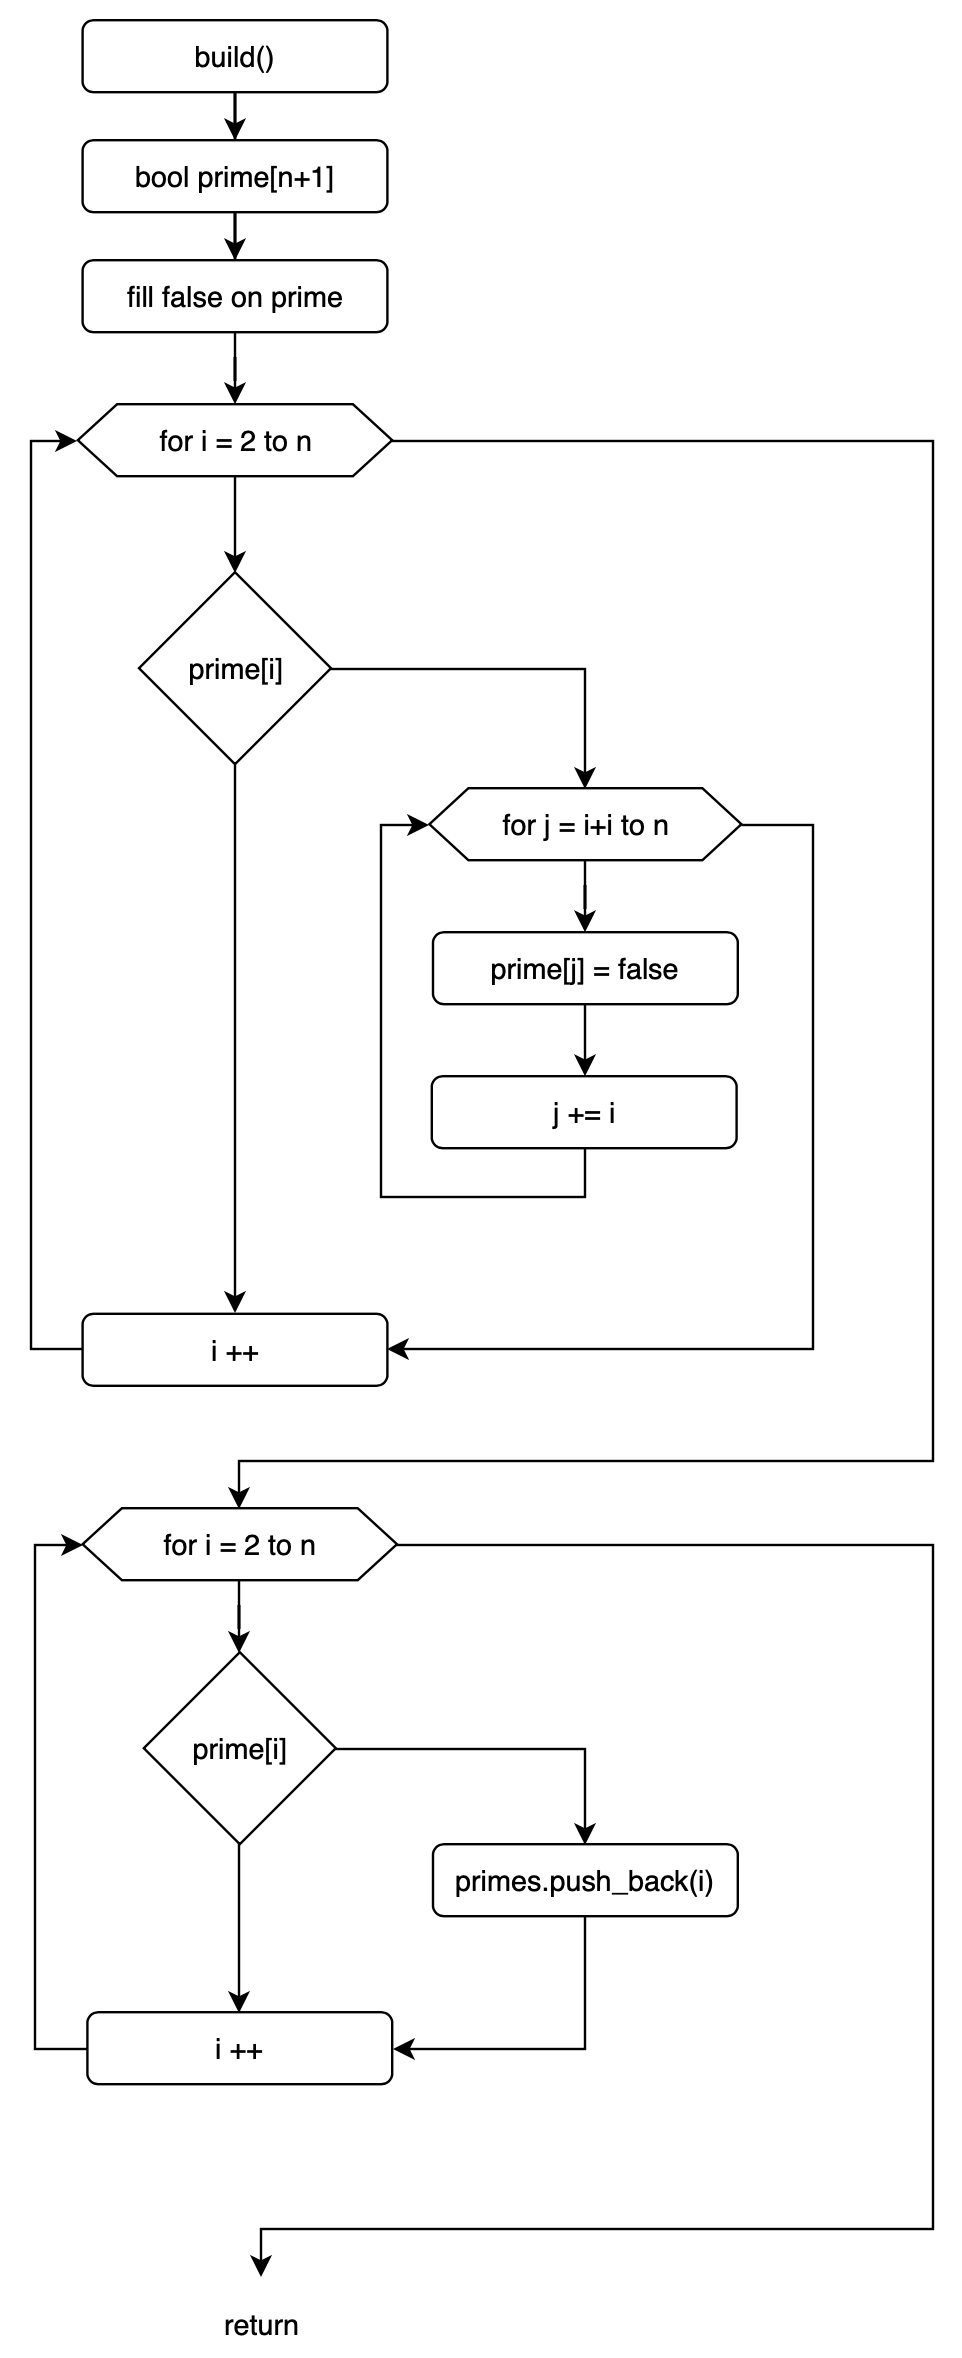 build()
bool prime[n+1]
fill false on prime
for i = 2 to n
prime[i]
for j = i+i to n
prime[j] = false
j += i
i ++
for i = 2 to n
prime[i]
primes.push_back(i)
i ++
return